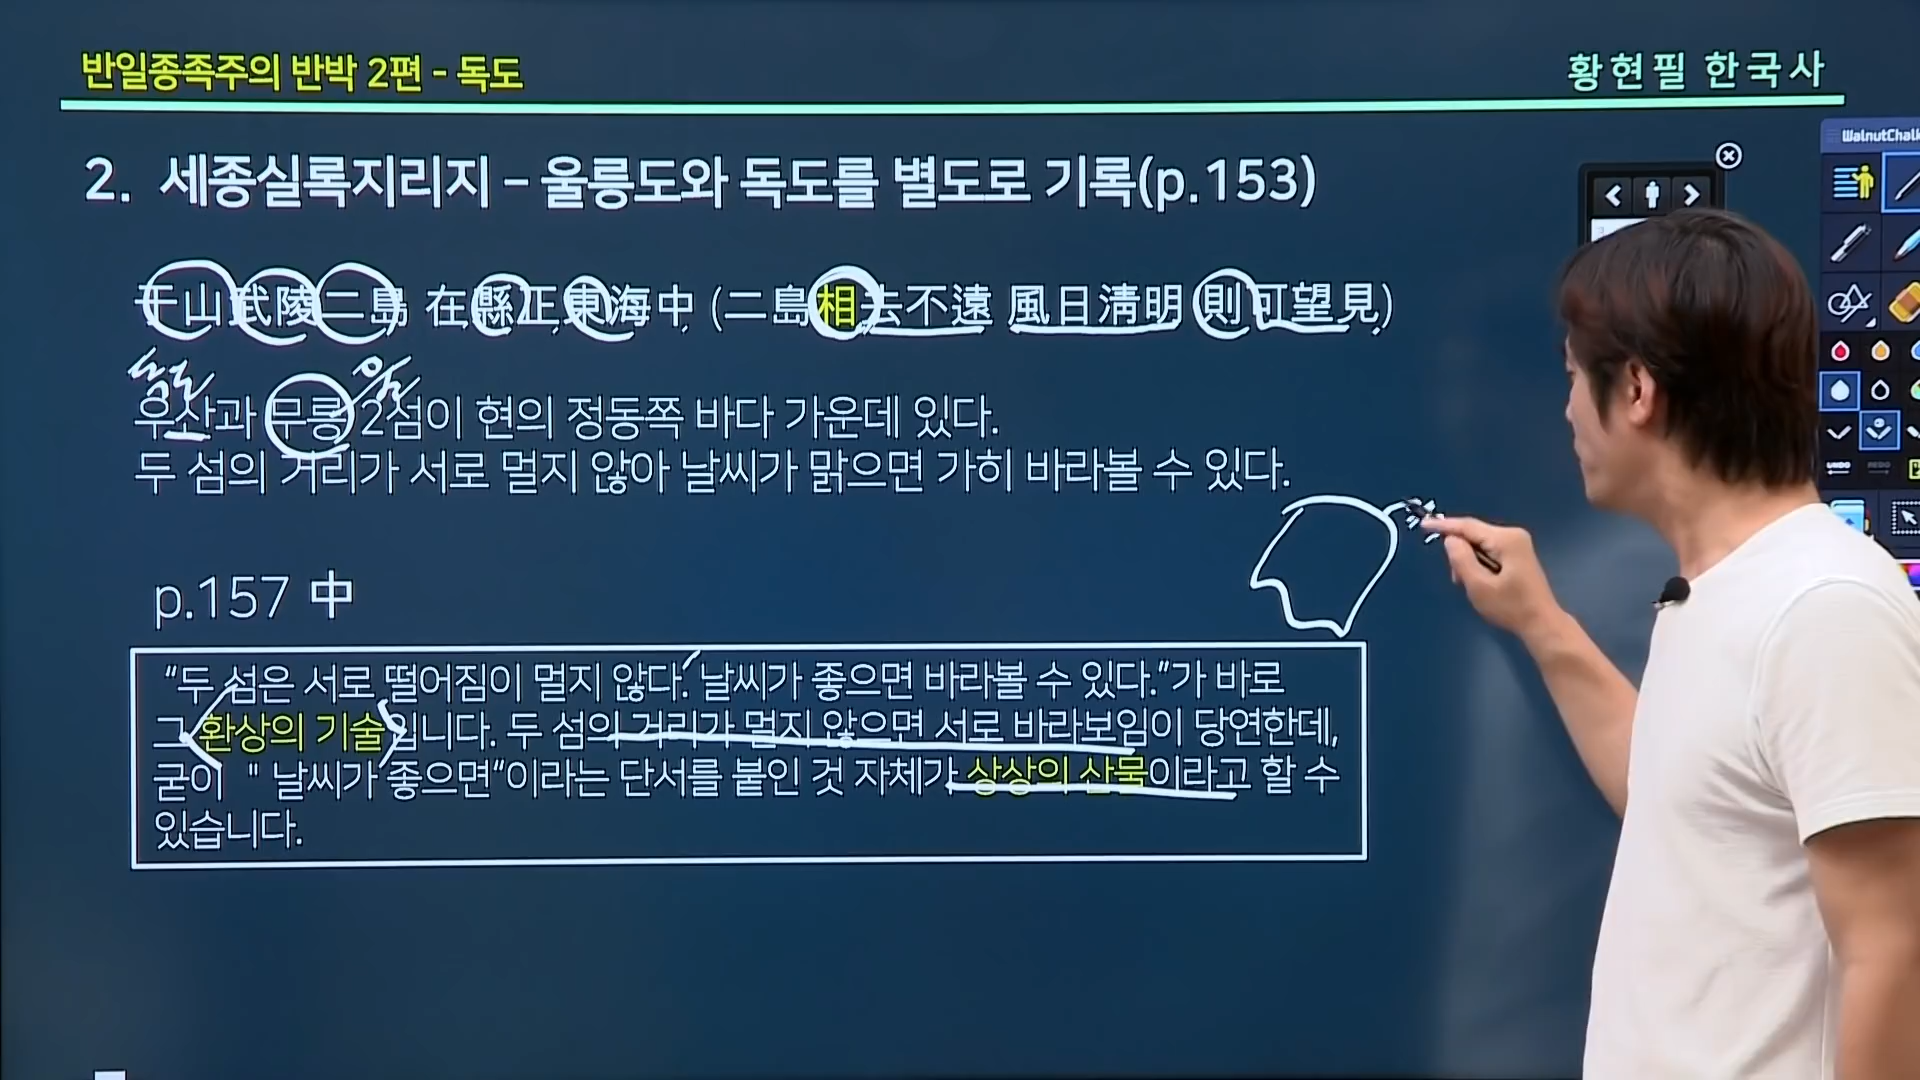 반일종족주의 반박 2편 - 독도
황현필 한국사
WalnutChalk
2. 세종실록지리지 – 울릉도와 독도를 별도로 기록(p.153)
于山武陵二島 在縣正東海中 (二島相去不遠 風日淸明 則可望見)
독도 울
우산과 무릉 2섬이 현의 정동쪽 바다 가운데 있다.
두 섬의 거리가 서로 멀지 않아 날씨가 맑으면 가히 바라볼 수 있다.
UNDO REDO
p.157 中
“두 섬은 서로 떨어짐이 멀지 않다. 날씨가 좋으면 바라볼 수 있다.”가 바로
그 환상의 기술입니다. 두 섬의 거리가 멀지 않으면 서로 바라보임이 당연한데,
굳이 " 날씨가 좋으면“이라는 단서를 붙인 것 자체가 상상의 산물이라고 할 수
있습니다.